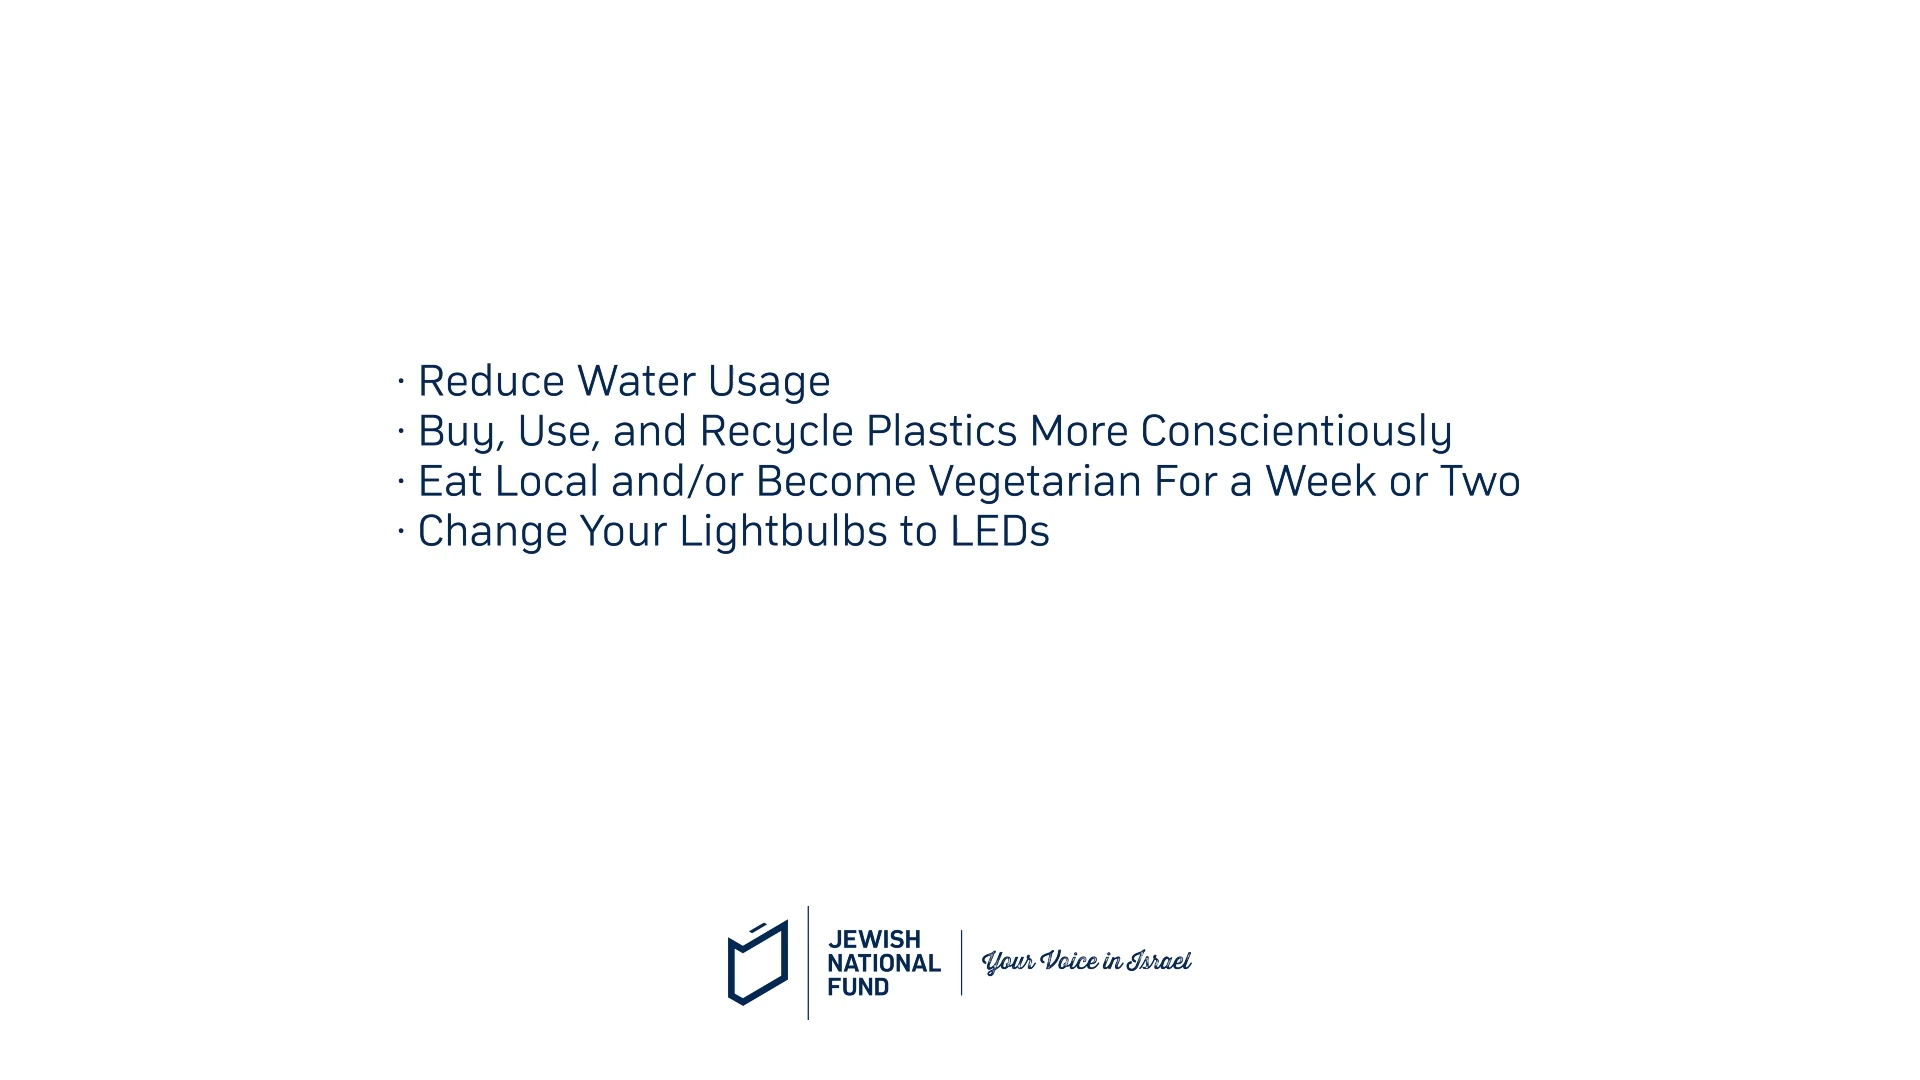 · Reduce Water Usage
· Buy, Use, and Recycle Plastics More Conscientiously
· Eat Local and/or Become Vegetarian For a Week or Two
· Change Your Lightbulbs to LEDs
JEWISH
NATIONAL
FUND
Your Voice in Israel